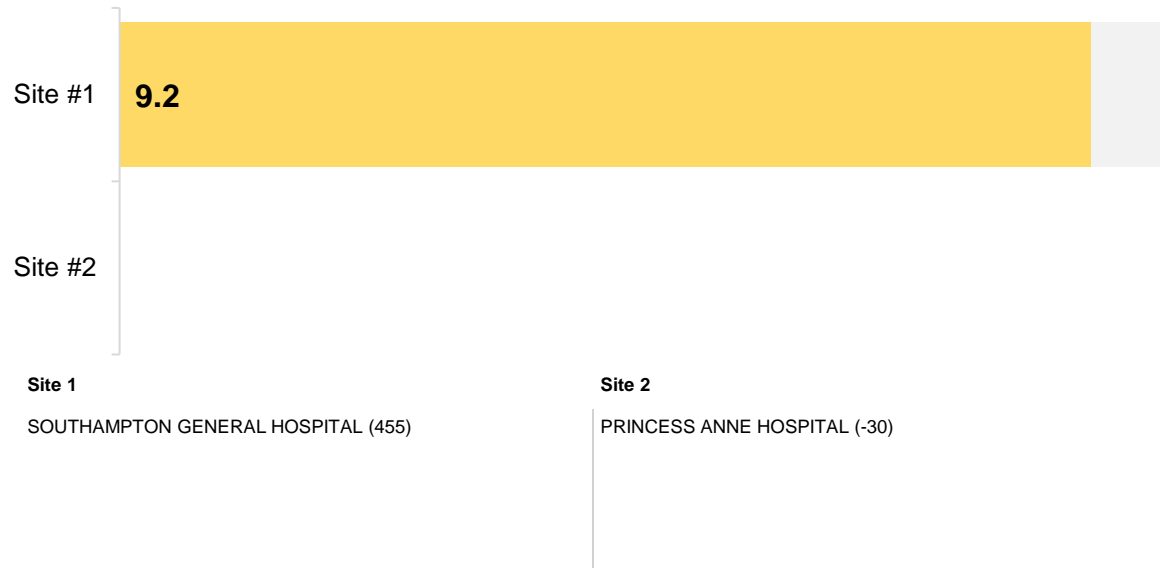 Site #1
9.2
Site #2
Site 1
Site 2
SOUTHAMPTON GENERAL HOSPITAL (455)
PRINCESS ANNE HOSPITAL (-30)